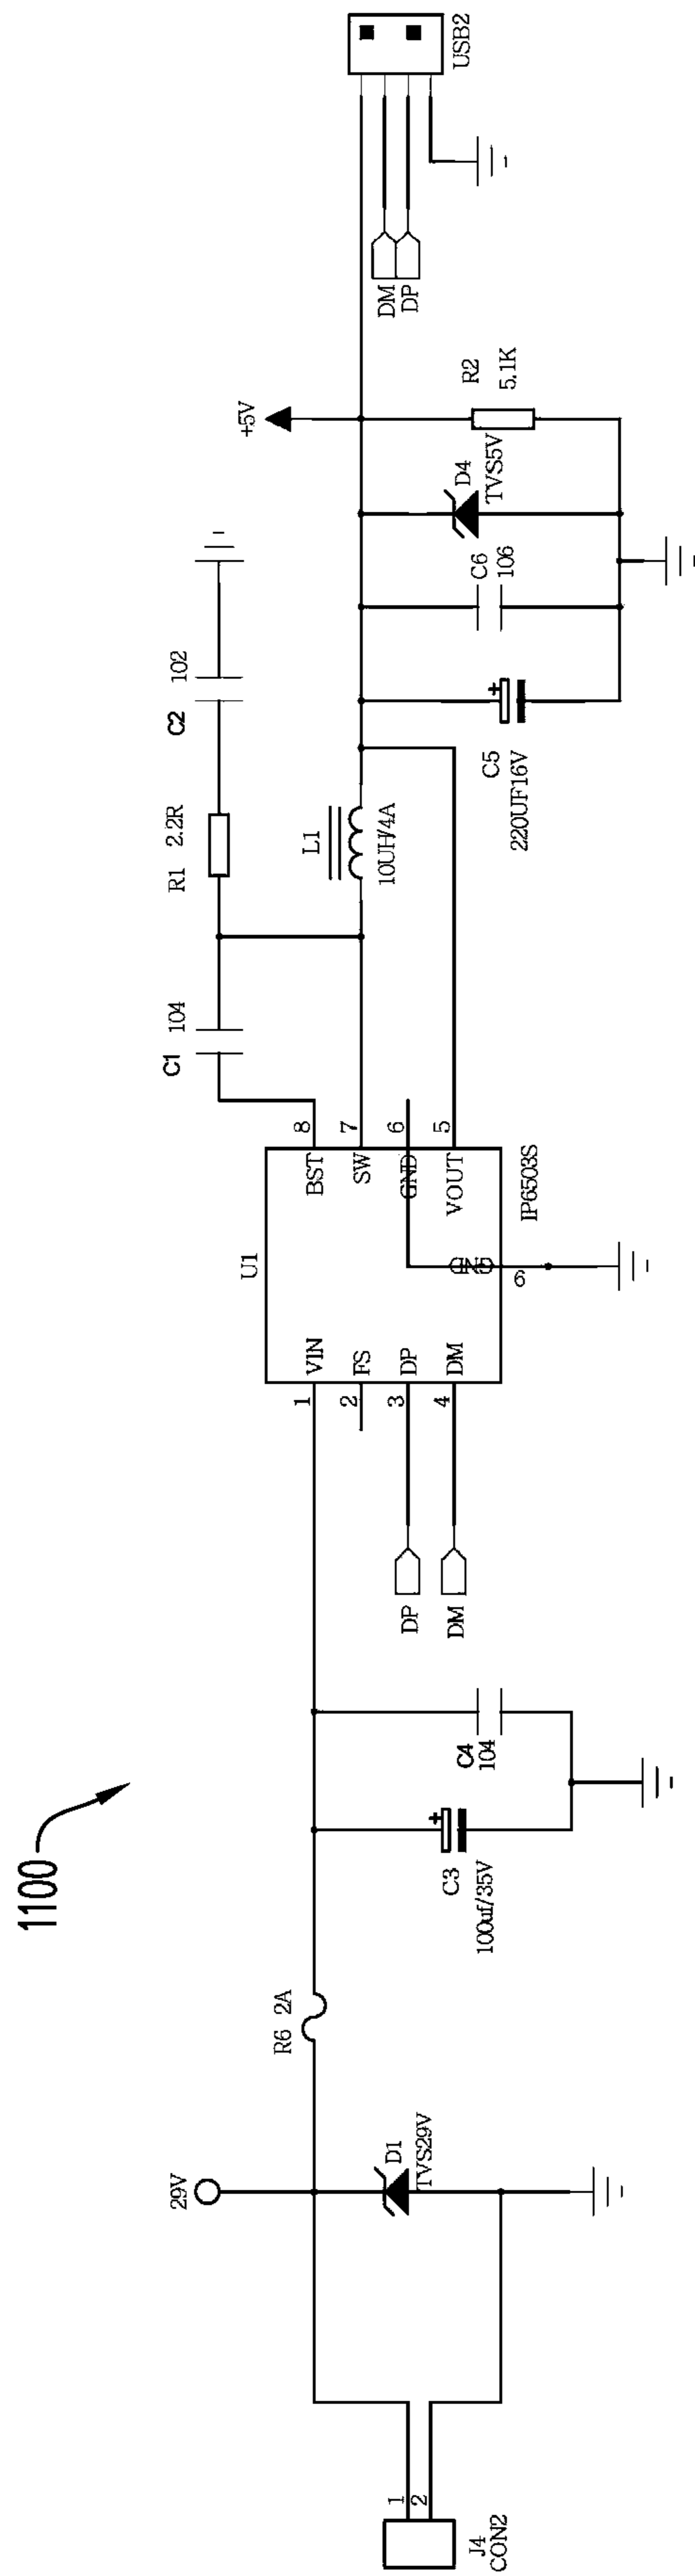 1100
J4
CON2
1
2
29V
D1
TVS29V
R6 2A
C3
100uf/35V
C4
104
DP
DM
U1
1
VIN
2
FS
3
DP
4
DM
BST
8
SW
7
GND
6
VOUT
5
GND
6
IP6503S
C1
104
R1 2.2R
C2
102
L1
10UH/4A
C5
220UF16V
C6
106
D4
TVS5V
R2
5.1K
+5V
DM
DP
USB2